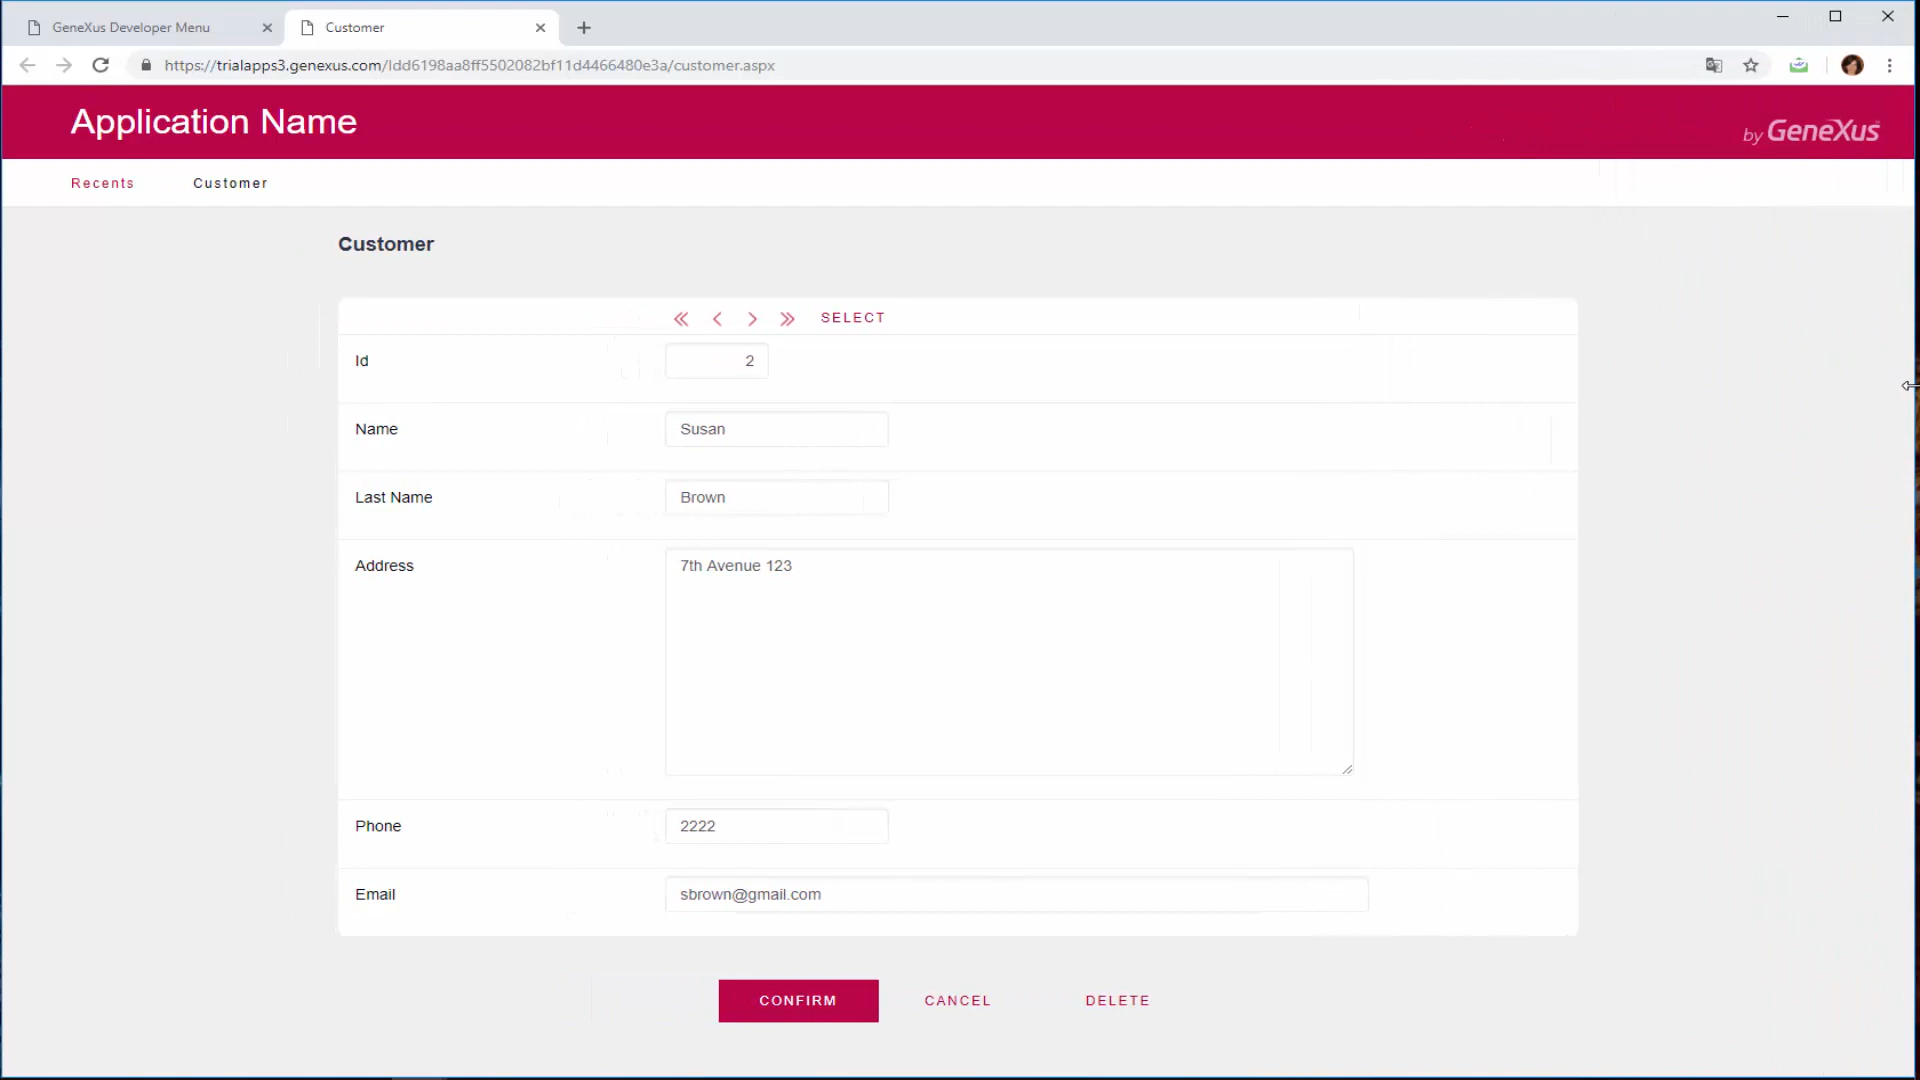 GeneXus Developer Menu
Customer
https://trialapps3.genexus.com/Idd6198aa8ff5502082bf11d4466480e3a/customer.aspx
Application Name
by GeneXus
Recents Customer
Customer
SELECT
Id 2
Name Susan
Last Name Brown
Address 7th Avenue 123
Phone 2222
Email sbrown@gmail.com
CONFIRM CANCEL DELETE